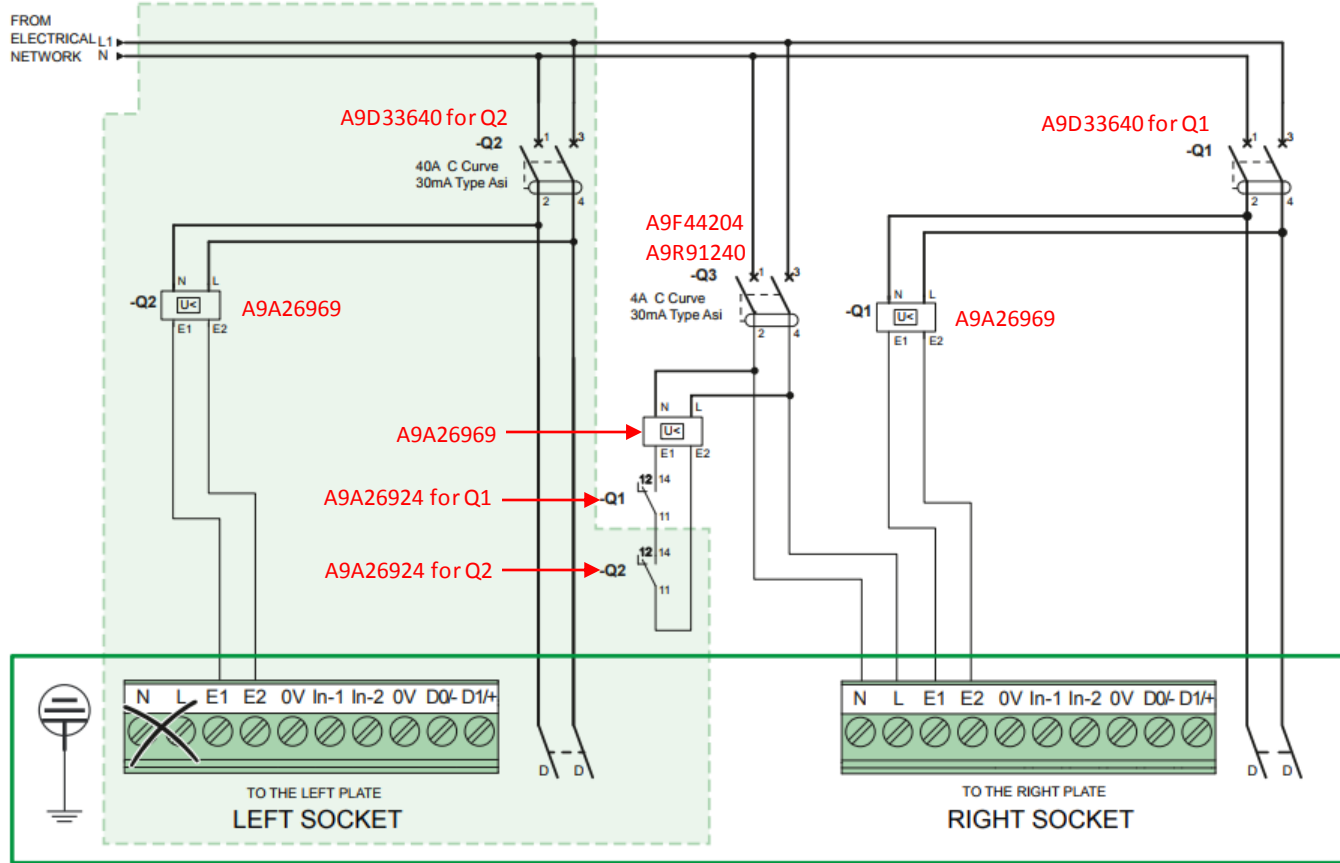 FROM
ELECTRICAL L1
NETWORK N
A9D33640 for Q2
-Q2
1 3
40A C Curve
30mA Type Asi
2 4
A9D33640 for Q1
-Q1
1 3
2 4
A9F44204
A9R91240
-Q3
1 3
4A C Curve
30mA Type Asi
2 4
N L
-Q2 U< A9A26969
E1 E2
N L
-Q1 U< A9A26969
E1 E2
N L
A9A26969 U<
E1 E2
12 14
A9A26924 for Q1 -Q1
11
12 14
A9A26924 for Q2 -Q2
11
N L E1 E2 0V In-1 In-2 0V D0/- D1/+
D D
TO THE LEFT PLATE
LEFT SOCKET
N L E1 E2 0V In-1 In-2 0V D0/- D1/+
D D
TO THE RIGHT PLATE
RIGHT SOCKET